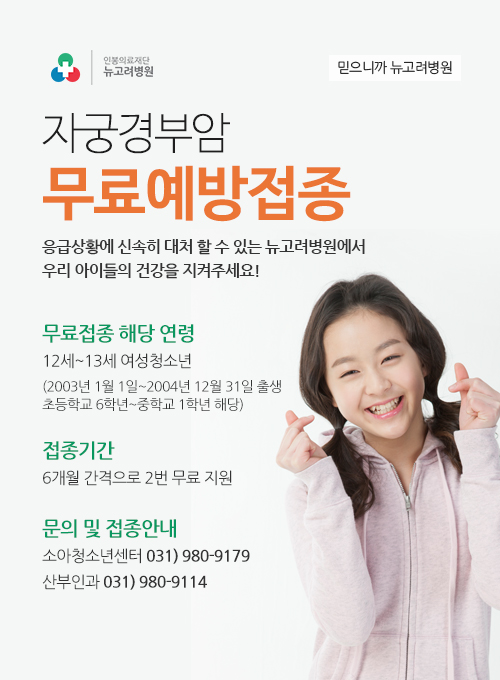 인봉의료재단
뉴고려병원
믿으니까 뉴고려병원
자궁경부암
무료예방접종
응급상황에 신속히 대처 할 수 있는 뉴고려병원에서
우리 아이들의 건강을 지켜주세요!
무료접종 해당 연령
12세~13세 여성청소년
(2003년 1월 1일~2004년 12월 31일 출생
초등학교 6학년~중학교 1학년 해당)
접종기간
6개월 간격으로 2번 무료 지원
문의 및 접종안내
소아청소년센터 031) 980-9179
산부인과 031) 980-9114